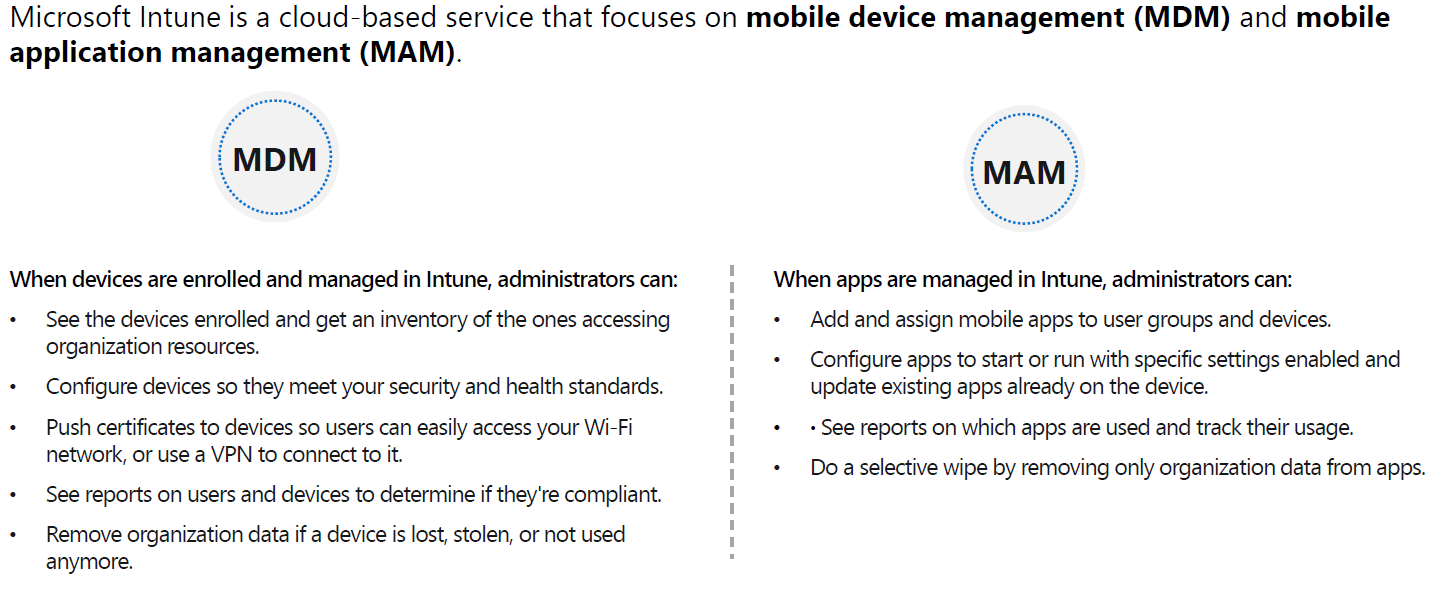 Microsoft Intune is a cloud-based service that focuses on mobile device management (MDM) and mobile
application management (MAM).
MDM
MAM
When devices are enrolled and managed in Intune, administrators can:
• See the devices enrolled and get an inventory of the ones accessing
organization resources.
• Configure devices so they meet your security and health standards.
• Push certificates to devices so users can easily access your Wi-Fi
network, or use a VPN to connect to it.
• See reports on users and devices to determine if they're compliant.
• Remove organization data if a device is lost, stolen, or not used
anymore.
When apps are managed in Intune, administrators can:
• Add and assign mobile apps to user groups and devices.
• Configure apps to start or run with specific settings enabled and
update existing apps already on the device.
• • See reports on which apps are used and track their usage.
• Do a selective wipe by removing only organization data from apps.